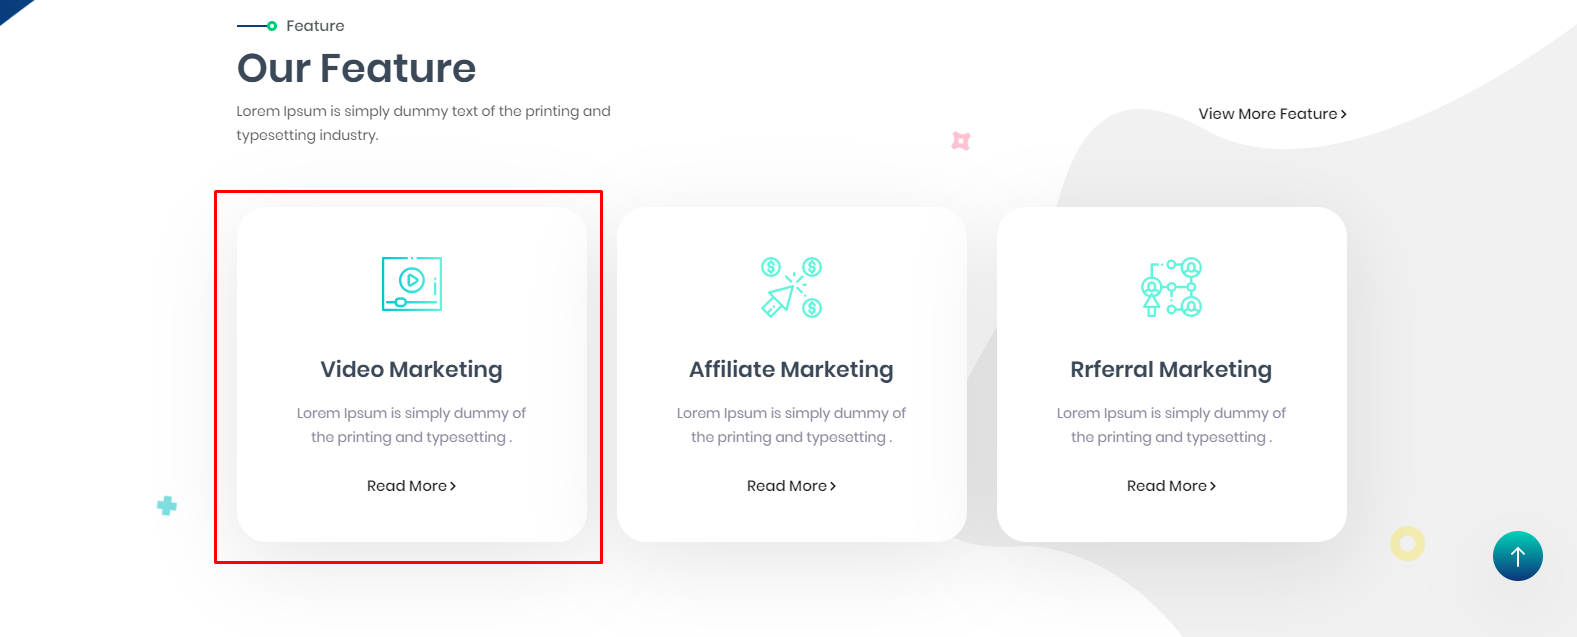 Feature
Our Feature
Lorem Ipsum is simply dummy text of the printing and
typesetting industry.
View More Feature
Video Marketing
Lorem Ipsum is simply dummy of
the printing and typesetting .
Read More
Affiliate Marketing
Lorem Ipsum is simply dummy of
the printing and typesetting .
Read More
Rrferral Marketing
Lorem Ipsum is simply dummy of
the printing and typesetting .
Read More